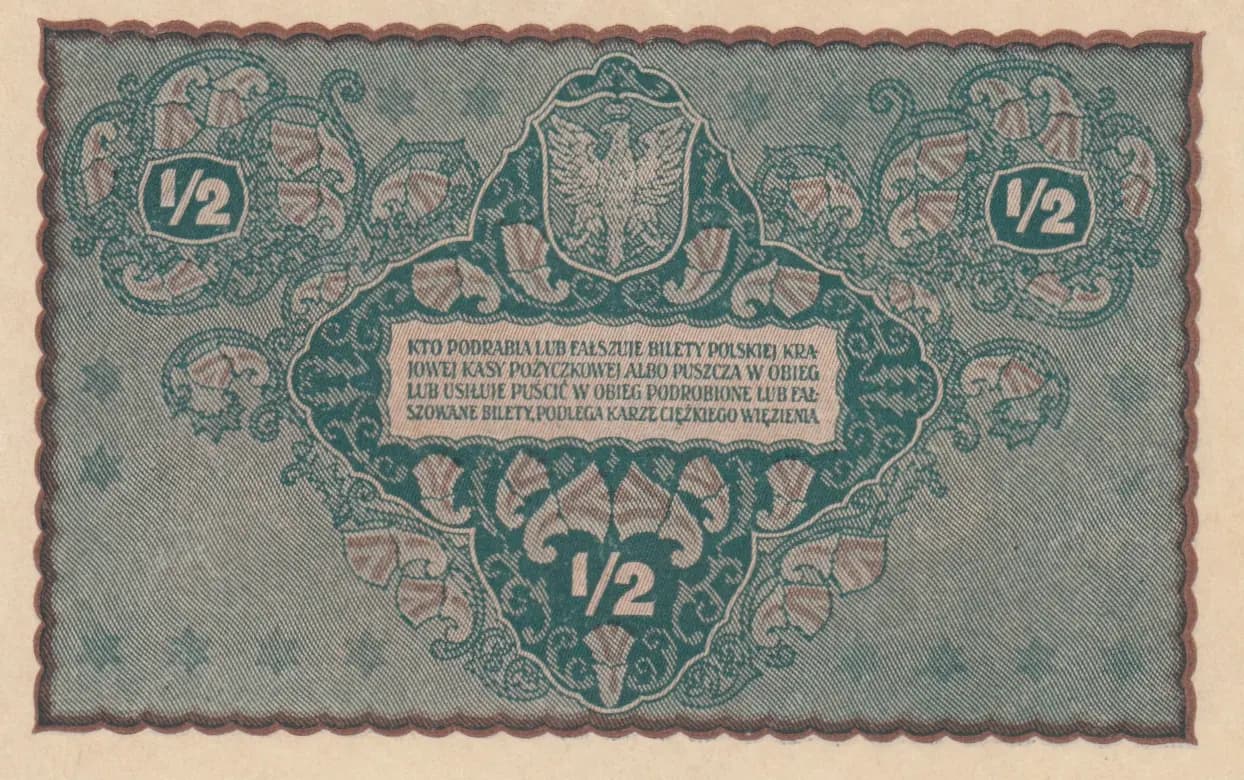 1/2
1/2
KTO PODRABIA LUB FAŁSZUJE BILETY POLSKIEJ KRA-
JOWEJ KASY POŻYCZKOWEJ ALBO PUSZCZA W OBIEG
LUB USIŁUJE PUŚCIĆ W OBIEG PODROBIONE LUB FAŁ-
SZOWANE BILETY, PODLEGA KARZE CIĘŻKIEGO WIĘZIENIA
1/2